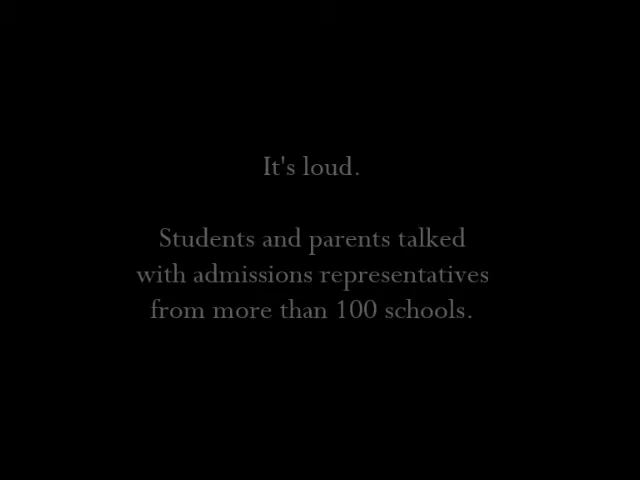 It's loud.
Students and parents talked
with admissions representatives
from more than 100 schools.